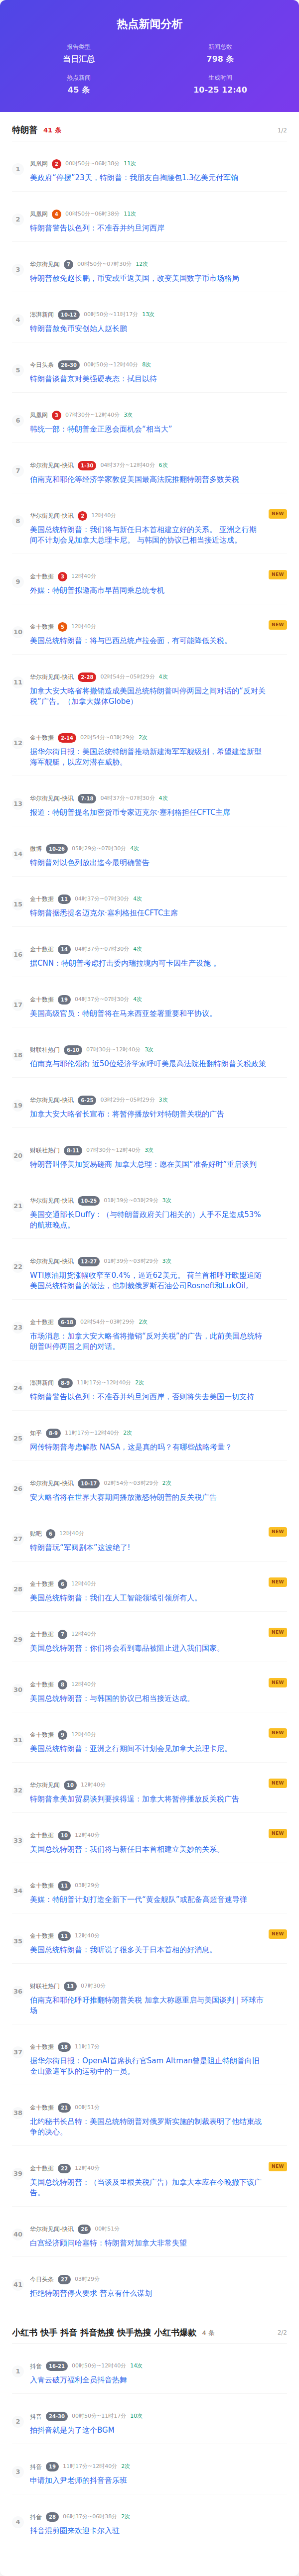 热点新闻分析
报告类型
新闻总数
当日汇总
798 条
热点新闻
生成时间
45 条
10-25 12:40
特朗普 41 条 1/2
1
凤凰网 2 00时50分~06时38分 11次
美政府“停摆”23天，特朗普：我朋友自掏腰包1.3亿美元付军饷
2
凤凰网 4 00时50分~06时38分 11次
特朗普警告以色列：不准吞并约旦河西岸
3
华尔街见闻 7 00时50分~07时30分 12次
特朗普赦免赵长鹏，币安或重返美国，改变美国数字币市场格局
4
澎湃新闻 10-12 00时50分~11时17分 13次
特朗普赦免币安创始人赵长鹏
5
今日头条 26-30 00时50分~12时40分 8次
特朗普谈普京对美强硬表态：拭目以待
6
凤凰网 3 07时30分~12时40分 3次
韩统一部：特朗普金正恩会面机会“相当大”
7
华尔街见闻-快讯 1-30 04时37分~12时40分 6次
伯南克和耶伦等经济学家敦促美国最高法院推翻特朗普多数关税
8
华尔街见闻-快讯 2 12时40分
NEW
美国总统特朗普：我们将与新任日本首相建立好的关系。 亚洲之行期
间不计划会见加拿大总理卡尼。 与韩国的协议已相当接近达成。
9
金十数据 3 12时40分
NEW
外媒：特朗普拟邀高市早苗同乘总统专机
10
金十数据 5 12时40分
NEW
美国总统特朗普：将与巴西总统卢拉会面，有可能降低关税。
11
华尔街见闻-快讯 2-28 02时54分~05时29分 4次
加拿大安大略省将撤销造成美国总统特朗普叫停两国之间对话的“反对关
税”广告。（加拿大媒体Globe）
12
金十数据 2-14 02时54分~03时29分 2次
据华尔街日报：美国总统特朗普推动新建海军军舰级别，希望建造新型
海军舰艇，以应对潜在威胁。
13
华尔街见闻-快讯 7-18 04时37分~07时30分 4次
报道：特朗普提名加密货币专家迈克尔·塞利格担任CFTC主席
14
微博 10-26 05时29分~07时30分 4次
特朗普对以色列放出迄今最明确警告
15
金十数据 11 04时37分~07时30分 4次
特朗普据悉提名迈克尔·塞利格担任CFTC主席
16
金十数据 14 04时37分~07时30分 4次
据CNN：特朗普考虑打击委内瑞拉境内可卡因生产设施 。
17
金十数据 19 04时37分~07时30分 4次
美国高级官员：特朗普将在马来西亚签署重要和平协议。
18
财联社热门 6-10 07时30分~12时40分 3次
伯南克与耶伦领衔 近50位经济学家呼吁美最高法院推翻特朗普关税政策
19
华尔街见闻-快讯 6-25 03时29分~05时29分 3次
加拿大安大略省长宣布：将暂停播放针对特朗普关税的广告
20
财联社热门 8-11 07时30分~12时40分 3次
特朗普叫停美加贸易磋商 加拿大总理：愿在美国“准备好时”重启谈判
21
华尔街见闻-快讯 10-25 01时39分~03时29分 3次
美国交通部长Duffy：（与特朗普政府关门相关的）人手不足造成53%
的航班晚点。
22
华尔街见闻-快讯 12-27 01时39分~03时29分 3次
WTI原油期货涨幅收窄至0.4%，逼近62美元。 荷兰首相呼吁欧盟追随
美国总统特朗普的做法，也制裁俄罗斯石油公司Rosneft和LukOil。
23
金十数据 6-18 02时54分~03时29分 2次
市场消息：加拿大安大略省将撤销“反对关税”的广告，此前美国总统特
朗普叫停两国之间的对话。
24
澎湃新闻 8-9 11时17分~12时40分 2次
特朗普警告以色列：不准吞并约旦河西岸，否则将失去美国一切支持
25
知乎 8-9 11时17分~12时40分 2次
网传特朗普考虑解散 NASA，这是真的吗？有哪些战略考量？
26
华尔街见闻-快讯 10-17 02时54分~03时29分 2次
安大略省将在世界大赛期间播放激怒特朗普的反关税广告
27
贴吧 6 12时40分
NEW
特朗普玩“军阀剧本”这波绝了!
28
金十数据 6 12时40分
NEW
美国总统特朗普：我们在人工智能领域引领所有人。
29
金十数据 7 12时40分
NEW
美国总统特朗普：你们将会看到毒品被阻止进入我们国家。
30
金十数据 8 12时40分
NEW
美国总统特朗普：与韩国的协议已相当接近达成。
31
金十数据 9 12时40分
NEW
美国总统特朗普：亚洲之行期间不计划会见加拿大总理卡尼。
32
华尔街见闻 10 12时40分
NEW
特朗普拿美加贸易谈判要挟得逞：加拿大将暂停播放反关税广告
33
金十数据 10 12时40分
NEW
美国总统特朗普：我们将与新任日本首相建立美妙的关系。
34
金十数据 11 03时29分
美媒：特朗普计划打造全新下一代“黄金舰队”或配备高超音速导弹
35
金十数据 11 12时40分
NEW
美国总统特朗普：我听说了很多关于日本首相的好消息。
36
财联社热门 13 07时30分
伯南克和耶伦呼吁推翻特朗普关税 加拿大称愿重启与美国谈判 | 环球市
场
37
金十数据 18 11时17分
据华尔街日报：OpenAI首席执行官Sam Altman曾是阻止特朗普向旧
金山派遣军队的运动中的一员。
38
金十数据 21 00时51分
北约秘书长吕特：美国总统特朗普对俄罗斯实施的制裁表明了他结束战
争的决心。
39
金十数据 22 12时40分
NEW
美国总统特朗普：（当谈及里根关税广告）加拿大本应在今晚撤下该广
告。
40
华尔街见闻-快讯 26 00时51分
白宫经济顾问哈塞特：特朗普对加拿大非常失望
41
今日头条 27 03时29分
拒绝特朗普停火要求 普京有什么谋划
小红书 快手 抖音 抖音热搜 快手热搜 小红书爆款 4 条 2/2
1
抖音 16-21 00时50分~12时40分 14次
入青云破万福利全员抖音热舞
2
抖音 24-30 00时50分~11时17分 10次
拍抖音就是为了这个BGM
3
抖音 19 11时17分~12时40分 2次
申请加入尹老师的抖音音乐班
4
抖音 28 06时37分~06时38分 2次
抖音混剪圈来欢迎卡尔入驻